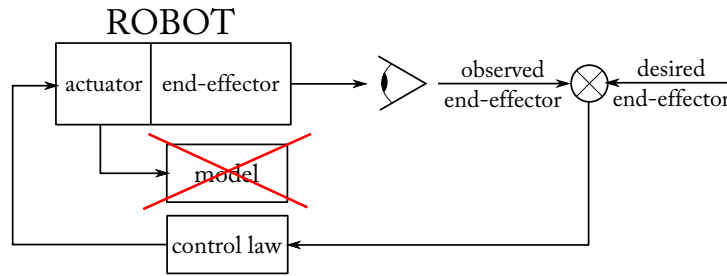 ROBOT
actuator
end-effector
observed
end-effector
desired
end-effector
model
control law